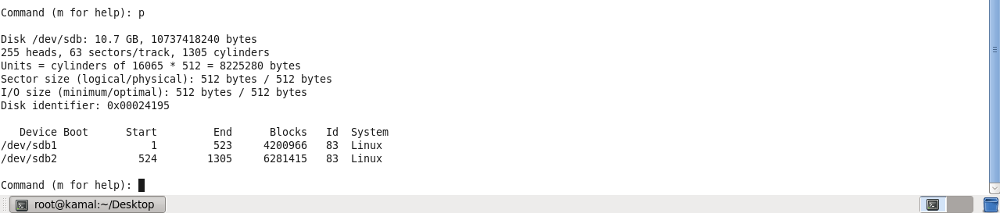 Command (m for help): p
Disk /dev/sdb: 10.7 GB, 10737418240 bytes
255 heads, 63 sectors/track, 1305 cylinders
Units = cylinders of 16065 * 512 = 8225280 bytes
Sector size (logical/physical): 512 bytes / 512 bytes
I/O size (minimum/optimal): 512 bytes / 512 bytes
Disk identifier: 0x00024195
   Device Boot      Start         End      Blocks   Id  System
/dev/sdb1               1         523     4200966   83  Linux
/dev/sdb2             524        1305     6281415   83  Linux
Command (m for help):
root@kamal:~/Desktop